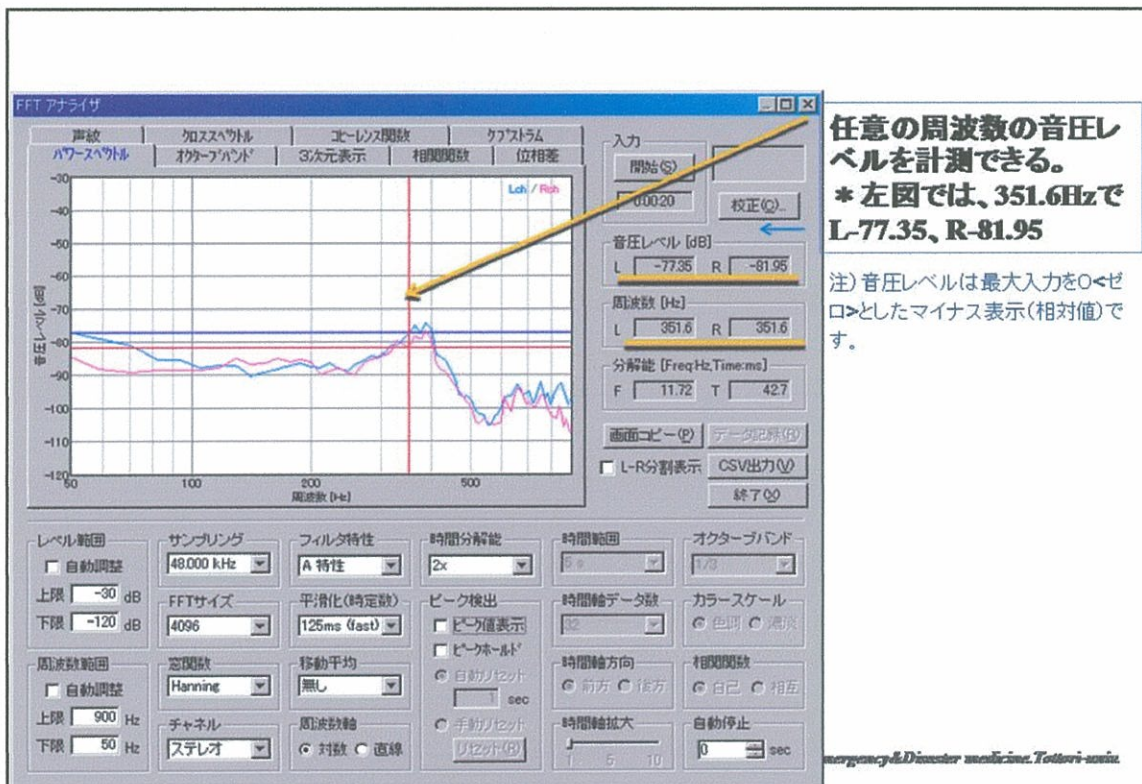 FFT アナライザ
声紋 クロススペクトル コヒーレンス関数 ケプストラム
パワースペクトル オクターブバンド 3次元表示 相関関数 位相差
Lch / Rch
-30
-40
-50
-60
-70
-80
-90
-100
-110
-120
音圧レベル [dB]
50 100 200 500
周波数 [Hz]
入力
開始(S)
0:00:20 校正(C)...
音圧レベル [dB]
L -77.35 R -81.95
周波数 [Hz]
L 351.6 R 351.6
分解能 [Freq:Hz,Time:ms]
F 11.72 T 42.7
画面コピー(P) データ記録(R)
L-R分割表示 CSV出力(V)
終了(X)
任意の周波数の音圧レ
ベルを計測できる。
*左図では、351.6Hzで
L-77.35、R-81.95
注)音圧レベルは最大入力を0<ゼ
ロ>としたマイナス表示(相対値)で
す。
レベル範囲
自動調整
上限 -30 dB
下限 -120 dB
周波数範囲
自動調整
上限 900 Hz
下限 50 Hz
サンプリング
48.000 kHz
FFTサイズ
4096
窓関数
Hanning
チャネル
ステレオ
フィルタ特性
A 特性
平滑化(時定数)
125ms (fast)
移動平均
無し
周波数軸
対数 直線
時間分解能
2x
ピーク検出
ピーク値表示
ピークホールド
自動リセット
1 sec
手動リセット
リセット(R)
時間範囲
5 s
時間軸データ数
32
時間軸方向
前方 後方
時間軸拡大
1 5 10
オクターブバンド
1/3
カラースケール
色調 濃淡
相関関数
自己 相互
自動停止
0 sec
mergency&Disaster medicine.Tottori-univ.